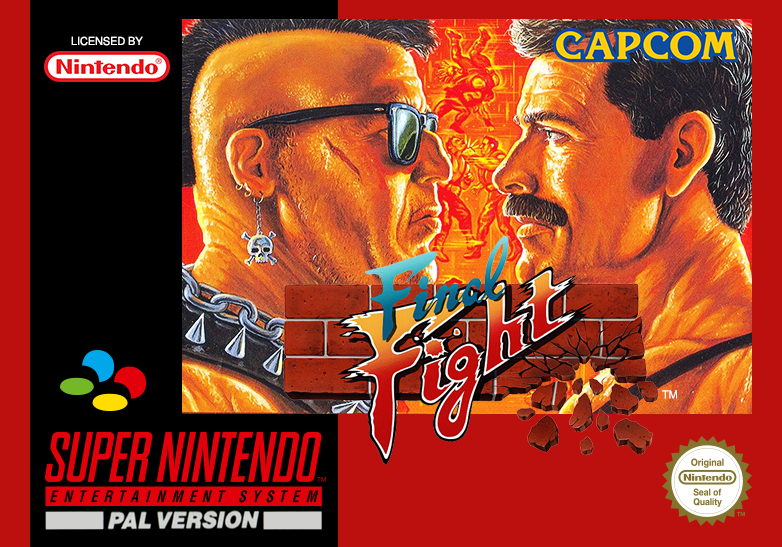 LICENSED BY
Nintendo®
CAPCOM
Final
Fight
TM
SUPER NINTENDO
TM
ENTERTAINMENT SYSTEM
PAL VERSION
Original
Nintendo
Seal of
Quality
TM